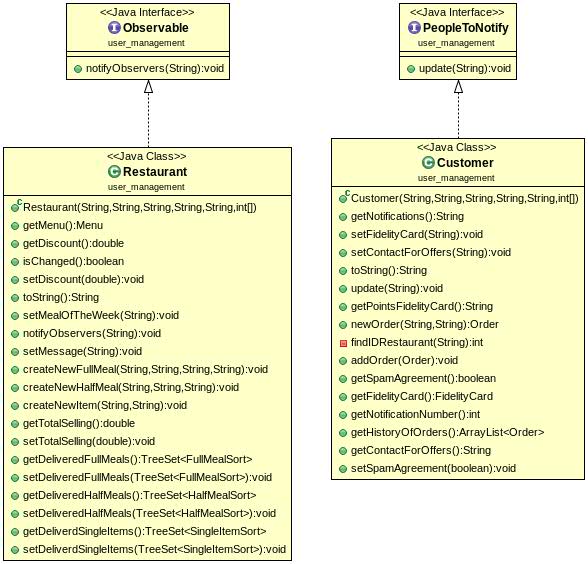 <<Java Interface>>
Observable
user_management
notifyObservers(String):void
<<Java Interface>>
PeopleToNotify
user_management
update(String):void
<<Java Class>>
Restaurant
user_management
Restaurant(String,String,String,String,String,int[])
getMenu():Menu
getDiscount():double
isChanged():boolean
setDiscount(double):void
toString():String
setMealOfTheWeek(String):void
notifyObservers(String):void
setMessage(String):void
createNewFullMeal(String,String,String,String):void
createNewHalfMeal(String,String,String):void
createNewItem(String,String):void
getTotalSelling():double
setTotalSelling(double):void
getDeliveredFullMeals():TreeSet<FullMealSort>
setDeliveredFullMeals(TreeSet<FullMealSort>):void
getDeliveredHalfMeals():TreeSet<HalfMealSort>
setDeliveredHalfMeals(TreeSet<HalfMealSort>):void
getDeliverdSingleItems():TreeSet<SingleItemSort>
setDeliverdSingleItems(TreeSet<SingleItemSort>):void
<<Java Class>>
Customer
user_management
Customer(String,String,String,String,String,int[])
getNotifications():String
setFidelityCard(String):void
setContactForOffers(String):void
toString():String
update(String):void
getPointsFidelityCard():String
newOrder(String,String):Order
findIDRestaurant(String):int
addOrder(Order):void
getSpamAgreement():boolean
getFidelityCard():FidelityCard
getNotificationNumber():int
getHistoryOfOrders():ArrayList<Order>
getContactForOffers():String
setSpamAgreement(boolean):void